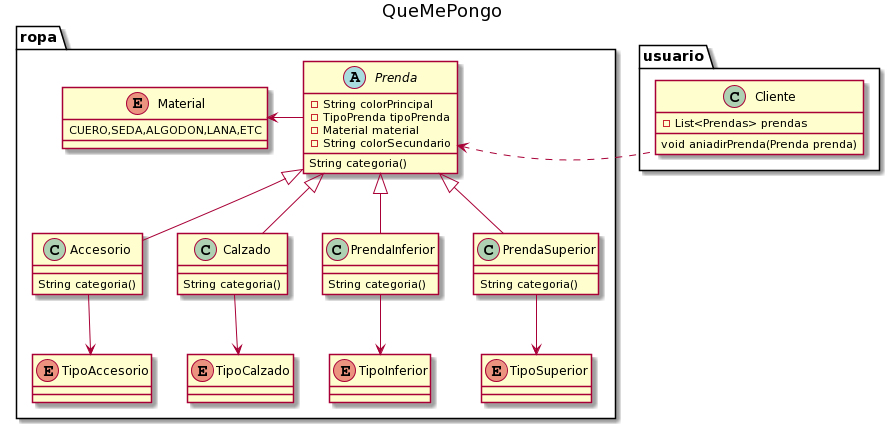 QueMePongo
ropa
usuario
A Prenda
String colorPrincipal
TipoPrenda tipoPrenda
Material material
String colorSecundario
String categoria()
E Material
CUERO,SEDA,ALGODON,LANA,ETC
C Cliente
List<Prendas> prendas
void aniadirPrenda(Prenda prenda)
C Accesorio
String categoria()
C Calzado
String categoria()
C PrendaInferior
String categoria()
C PrendaSuperior
String categoria()
E TipoAccesorio
E TipoCalzado
E TipoInferior
E TipoSuperior